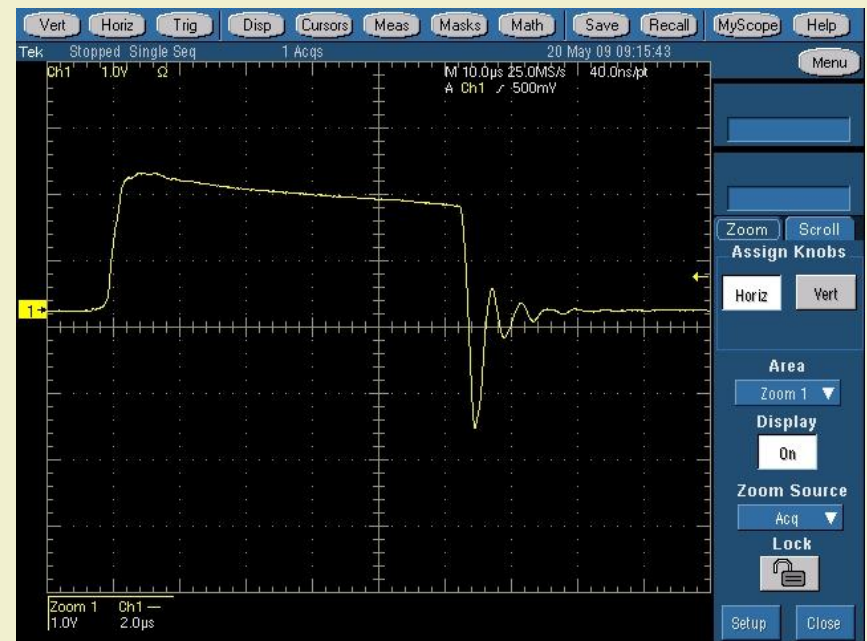 Vert Horiz Trig Disp Cursors Meas Masks Math Save Recall MyScope Help
Tek Stopped Single Seq 1 Acqs 20 May 09 09:15:43
Menu
Ch1 1.0V Ω M 10.0µs 25.0MS/s 40.0ns/pt
A Ch1 ∕ 500mV
Zoom Scroll
Assign Knobs
Horiz Vert
1
Area
Zoom 1
Display
On
Zoom Source
Acq
Lock
Zoom 1 Ch1
1.0V 2.0µs
Setup Close